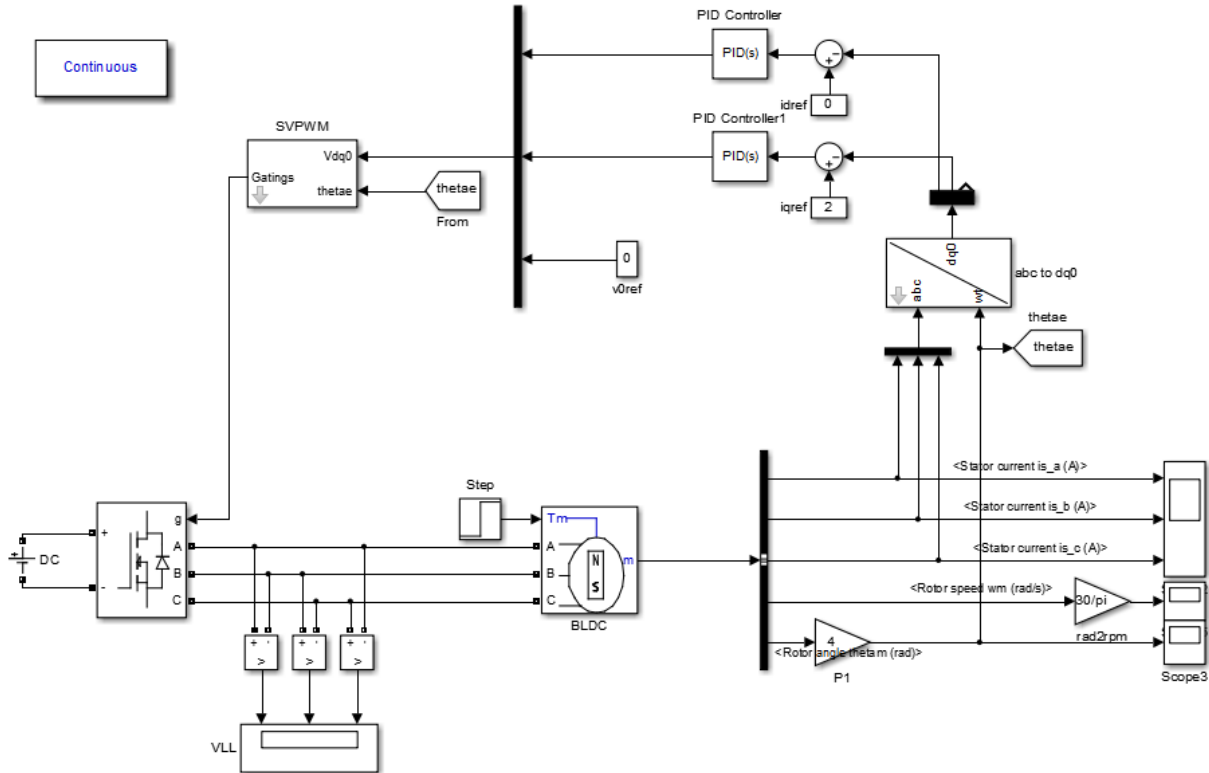 Continuous
PID Controller
PID(s)
idref
0
PID Controller1
PID(s)
iqref
2
SVPWM
Vdq0
Gatings
thetae
thetae
From
0
v0ref
dq0
abc
wt
abc to dq0
thetae
thetae
Step
DC
+
-
g
A
B
C
Tm
A
B
C
m
N
S
BLDC
<Stator current is_a (A)>
<Stator current is_b (A)>
<Stator current is_c (A)>
<Rotor speed wm (rad/s)>
30/pi
rad2rpm
<Rotor angle thetam (rad)>
4
P1
Scope3
+ -
v
+ -
v
+ -
v
VLL